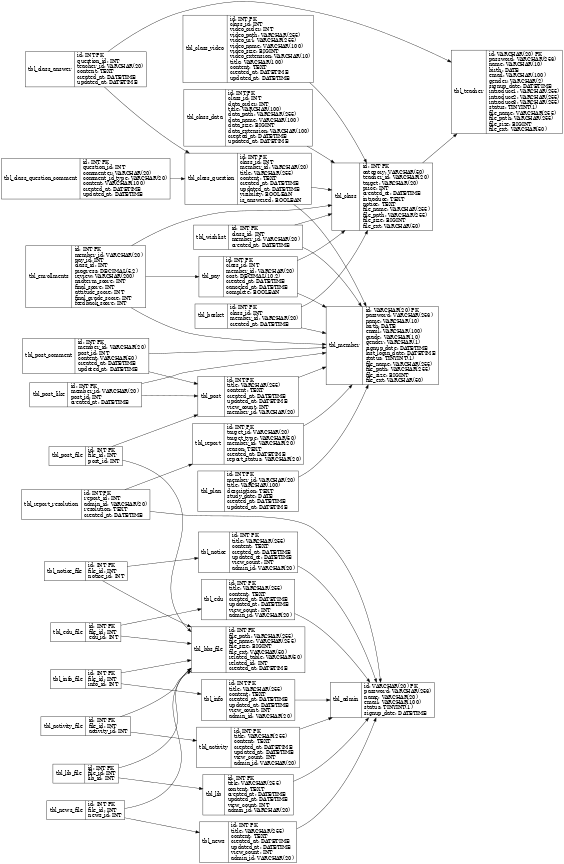 tbl_class_video
id: INT PK
class_id: INT
video_order: INT
video_path: VARCHAR(255)
video_url: VARCHAR(255)
video_name: VARCHAR(100)
video_size: BIGINT
video_extension: VARCHAR(10)
title: VARCHAR(100)
content: TEXT
created_at: DATETIME
updated_at: DATETIME
tbl_class_answer
id: INT PK
question_id: INT
teacher_id: VARCHAR(20)
content: TEXT
created_at: DATETIME
updated_at: DATETIME
tbl_teacher
id: VARCHAR(20) PK
password: VARCHAR(256)
name: VARCHAR(10)
birth: DATE
email: VARCHAR(100)
gender: VARCHAR(2)
signup_date: DATETIME
introduce1: VARCHAR(255)
introduce2: VARCHAR(255)
introduce3: VARCHAR(255)
status: TINYINT(1)
file_name: VARCHAR(255)
file_path: VARCHAR(255)
file_size: BIGINT
file_ext: VARCHAR(50)
tbl_class_data
id: INT PK
class_id: INT
data_order: INT
title: VARCHAR(100)
data_path: VARCHAR(255)
data_name: VARCHAR(100)
data_size: BIGINT
data_extension: VARCHAR(100)
created_at: DATETIME
updated_at: DATETIME
tbl_class_question_comment
id: INT PK
question_id: INT
commenter: VARCHAR(20)
comment_id_type: VARCHAR(20)
content: VARCHAR(100)
created_at: DATETIME
updated_at: DATETIME
tbl_class_question
id: INT PK
class_id: INT
member_id: VARCHAR(20)
title: VARCHAR(255)
content: TEXT
created_at: DATETIME
updated_at: DATETIME
visibility: BOOLEAN
is_answered: BOOLEAN
tbl_class
id: INT PK
category: VARCHAR(50)
teacher_id: VARCHAR(20)
target: VARCHAR(20)
price: INT
created_at: DATETIME
introduce: TEXT
notice: TEXT
file_name: VARCHAR(255)
file_path: VARCHAR(255)
file_size: BIGINT
file_ext: VARCHAR(50)
tbl_wishlist
id: INT PK
class_id: INT
member_id: VARCHAR(20)
created_at: DATETIME
tbl_enrollments
id: INT PK
member_id: VARCHAR(20)
pay_id: INT
class_id: INT
progress: DECIMAL(5,2)
review: VARCHAR(200)
midterm_score: INT
final_score: INT
attitude_score: INT
final_grade_score: INT
feedback_score: INT
tbl_pay
id: INT PK
class_id: INT
member_id: VARCHAR(20)
cost: DECIMAL(10,2)
created_at: DATETIME
canceled_at: DATETIME
complete: BOOLEAN
tbl_basket
id: INT PK
class_id: INT
member_id: VARCHAR(20)
created_at: DATETIME
tbl_member
id: VARCHAR(20) PK
password: VARCHAR(256)
name: VARCHAR(10)
birth: DATE
email: VARCHAR(100)
grade: VARCHAR(10)
gender: VARCHAR(1)
signup_date: DATETIME
last_login_date: DATETIME
status: TINYINT(1)
file_name: VARCHAR(255)
file_path: VARCHAR(255)
file_size: BIGINT
file_ext: VARCHAR(50)
tbl_post_comment
id: INT PK
member_id: VARCHAR(20)
post_id: INT
content: VARCHAR(50)
created_at: DATETIME
updated_at: DATETIME
tbl_post_like
id: INT PK
member_id: VARCHAR(20)
post_id: INT
created_at: DATETIME
tbl_post
id: INT PK
title: VARCHAR(255)
content: TEXT
created_at: DATETIME
updated_at: DATETIME
view_count: INT
member_id: VARCHAR(20)
tbl_post_file
id: INT PK
file_id: INT
post_id: INT
tbl_report
id: INT PK
target_id: VARCHAR(20)
target_type: VARCHAR(50)
member_id: VARCHAR(20)
reason: TEXT
created_at: DATETIME
report_status: VARCHAR(20)
tbl_plan
id: INT PK
member_id: VARCHAR(20)
title: VARCHAR(100)
description: TEXT
study_date: DATE
created_at: DATETIME
updated_at: DATETIME
tbl_report_resolution
id: INT PK
report_id: INT
admin_id: VARCHAR(20)
resolution: TEXT
created_at: DATETIME
tbl_notice
id: INT PK
title: VARCHAR(255)
content: TEXT
created_at: DATETIME
updated_at: DATETIME
view_count: INT
admin_id: VARCHAR(20)
tbl_notice_file
id: INT PK
file_id: INT
notice_id: INT
tbl_edu
id: INT PK
title: VARCHAR(255)
content: TEXT
created_at: DATETIME
updated_at: DATETIME
view_count: INT
admin_id: VARCHAR(20)
tbl_edu_file
id: INT PK
file_id: INT
edu_id: INT
tbl_bbs_file
id: INT PK
file_path: VARCHAR(255)
file_name: VARCHAR(255)
file_size: BIGINT
file_ext: VARCHAR(50)
related_table: VARCHAR(50)
related_id: INT
created_at: DATETIME
tbl_info_file
id: INT PK
file_id: INT
info_id: INT
tbl_info
id: INT PK
title: VARCHAR(255)
content: TEXT
created_at: DATETIME
updated_at: DATETIME
view_count: INT
admin_id: VARCHAR(20)
tbl_admin
id: VARCHAR(20) PK
password: VARCHAR(256)
name: VARCHAR(20)
email: VARCHAR(100)
status: TINYINT(1)
signup_date: DATETIME
tbl_activity_file
id: INT PK
file_id: INT
activity_id: INT
tbl_activity
id: INT PK
title: VARCHAR(255)
content: TEXT
created_at: DATETIME
updated_at: DATETIME
view_count: INT
admin_id: VARCHAR(20)
tbl_lib_file
id: INT PK
file_id: INT
lib_id: INT
tbl_lib
id: INT PK
title: VARCHAR(255)
content: TEXT
created_at: DATETIME
updated_at: DATETIME
view_count: INT
admin_id: VARCHAR(20)
tbl_news_file
id: INT PK
file_id: INT
news_id: INT
tbl_news
id: INT PK
title: VARCHAR(255)
content: TEXT
created_at: DATETIME
updated_at: DATETIME
view_count: INT
admin_id: VARCHAR(20)